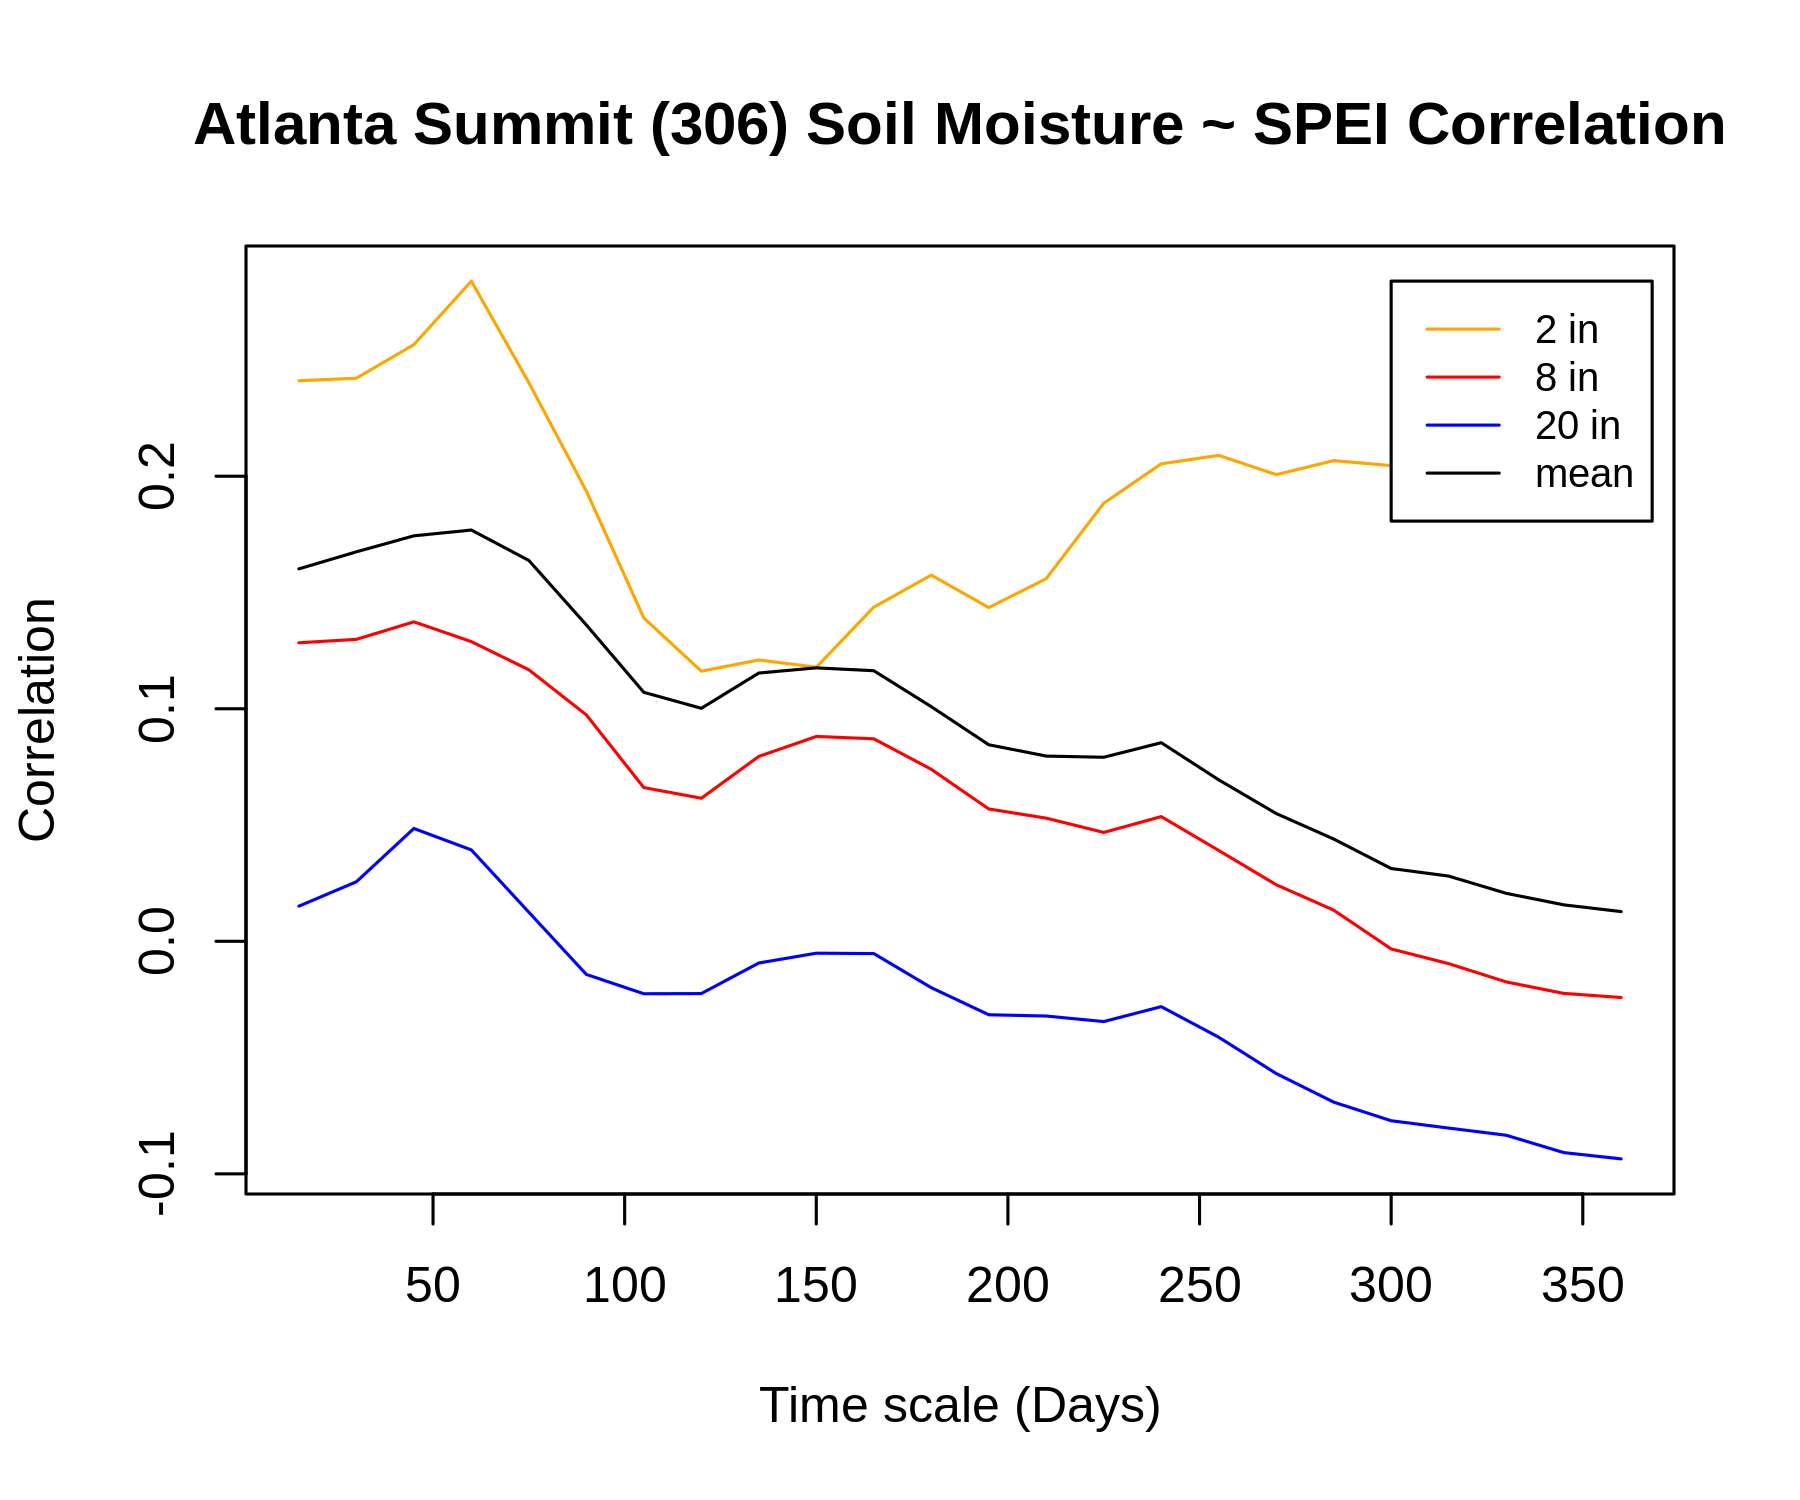 Atlanta Summit (306) Soil Moisture ~ SPEI Correlation
2 in
8 in
20 in
mean
Correlation
0.2
0.1
0.0
-0.1
50 100 150 200 250 300 350
Time scale (Days)